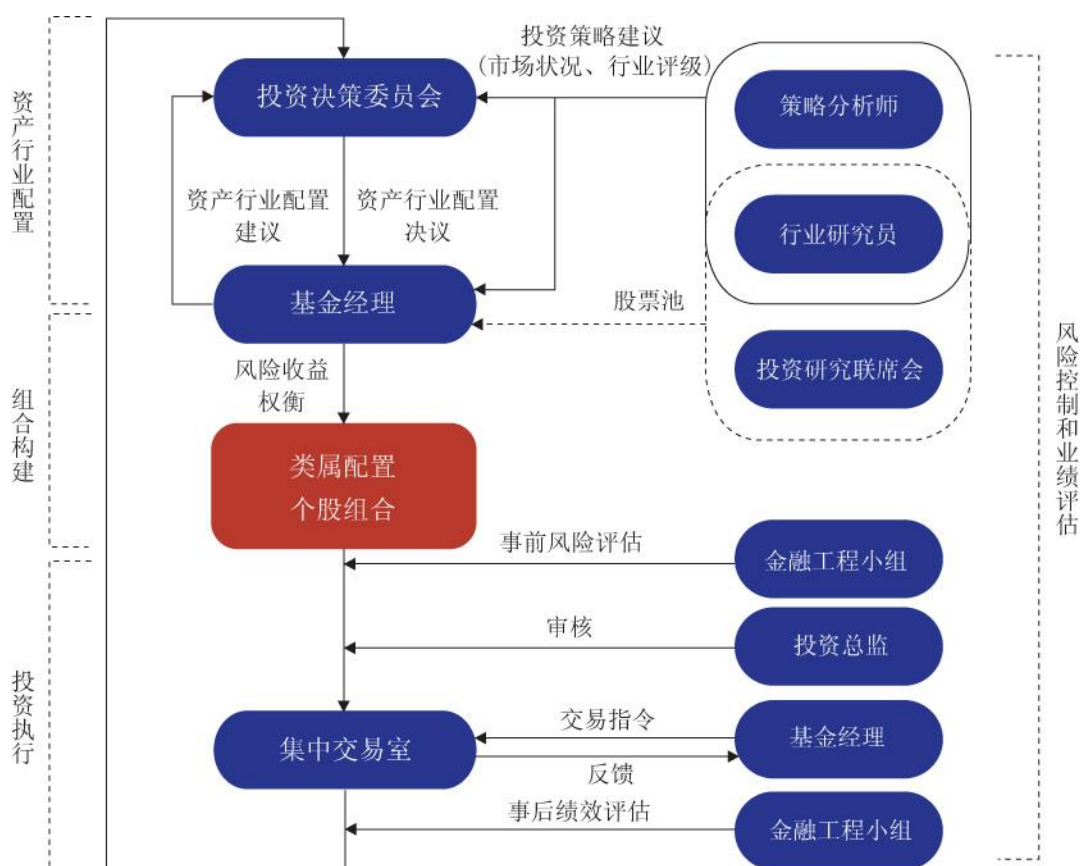 投资策略建议
(市场状况、行业评级)
投资决策委员会
策略分析师
资产行业配置
资产行业配置
建议
资产行业配置
决议
行业研究员
基金经理
股票池
投资研究联席会
风险收益
权衡
组合构建
类属配置
个股组合
风险控制和业绩评估
事前风险评估
金融工程小组
审核
投资总监
投资执行
集中交易室
交易指令
反馈
基金经理
事后绩效评估
金融工程小组